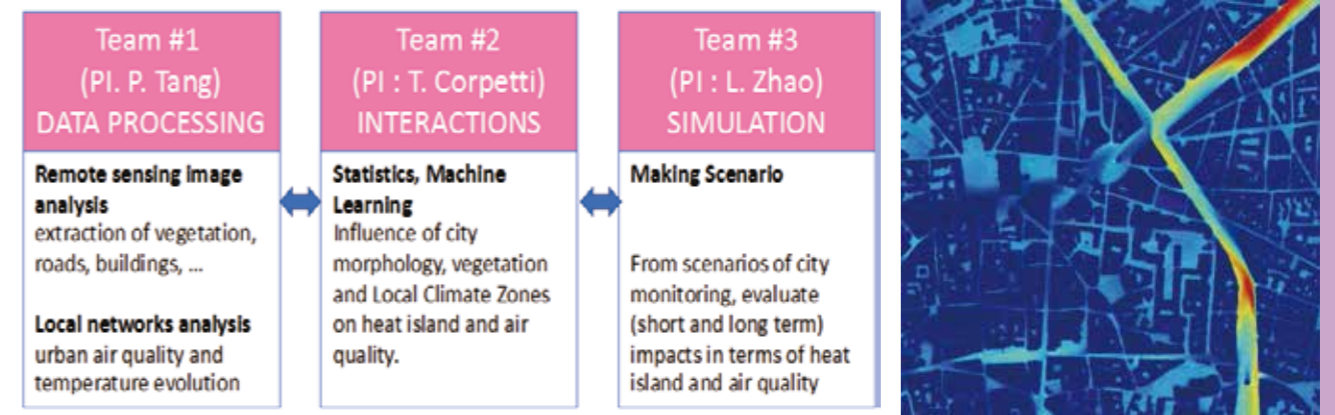 Team #1
(PI. P. Tang)
DATA PROCESSING
Remote sensing image
analysis
extraction of vegetation,
roads, buildings, ...
Local networks analysis
urban air quality and
temperature evolution
Team #2
(PI : T. Corpetti)
INTERACTIONS
Statistics, Machine
Learning
Influence of city
morphology, vegetation
and Local Climate Zones
on heat island and air
quality.
Team #3
(PI : L. Zhao)
SIMULATION
Making Scenario
From scenarios of city
monitoring, evaluate
(short and long term)
impacts in terms of heat
island and air quality